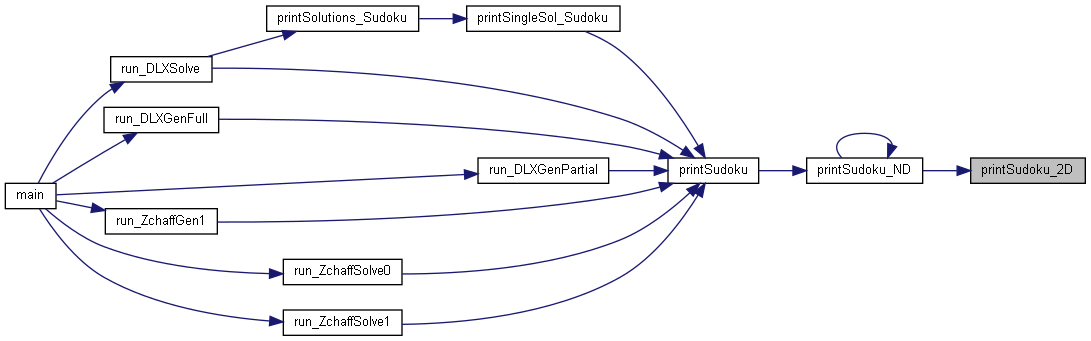 printSolutions_Sudoku
printSingleSol_Sudoku
run_DLXSolve
run_DLXGenFull
run_DLXGenPartial
printSudoku
printSudoku_ND
printSudoku_2D
main
run_ZchaffGen1
run_ZchaffSolve0
run_ZchaffSolve1